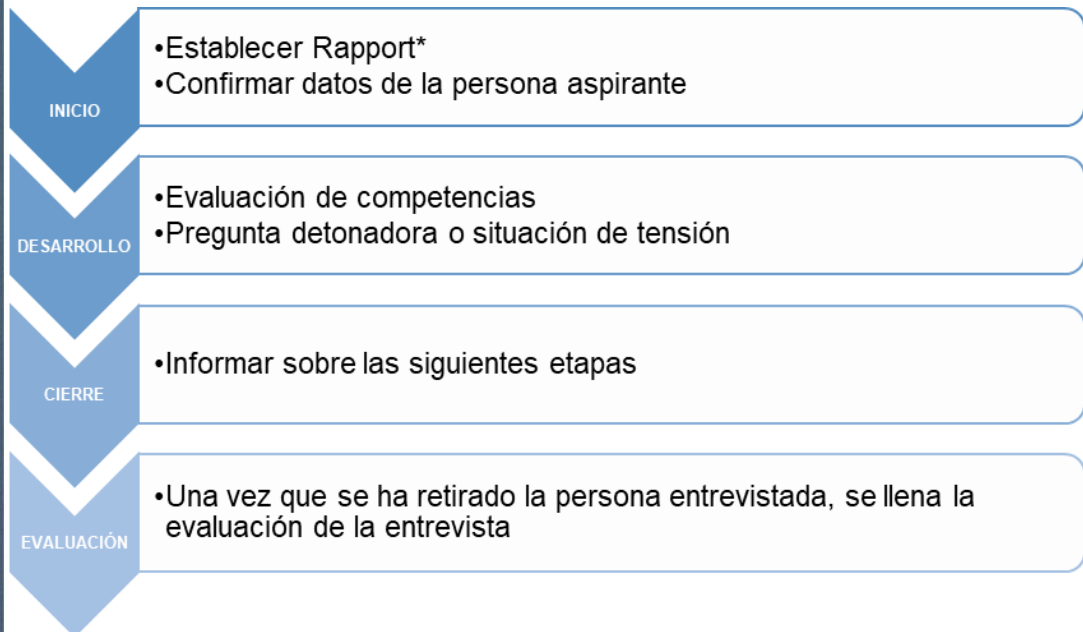 •Establecer Rapport*
•Confirmar datos de la persona aspirante
INICIO
•Evaluación de competencias
•Pregunta detonadora o situación de tensión
DESARROLLO
•Informar sobre las siguientes etapas
CIERRE
•Una vez que se ha retirado la persona entrevistada, se llena la
evaluación de la entrevista
EVALUACIÓN